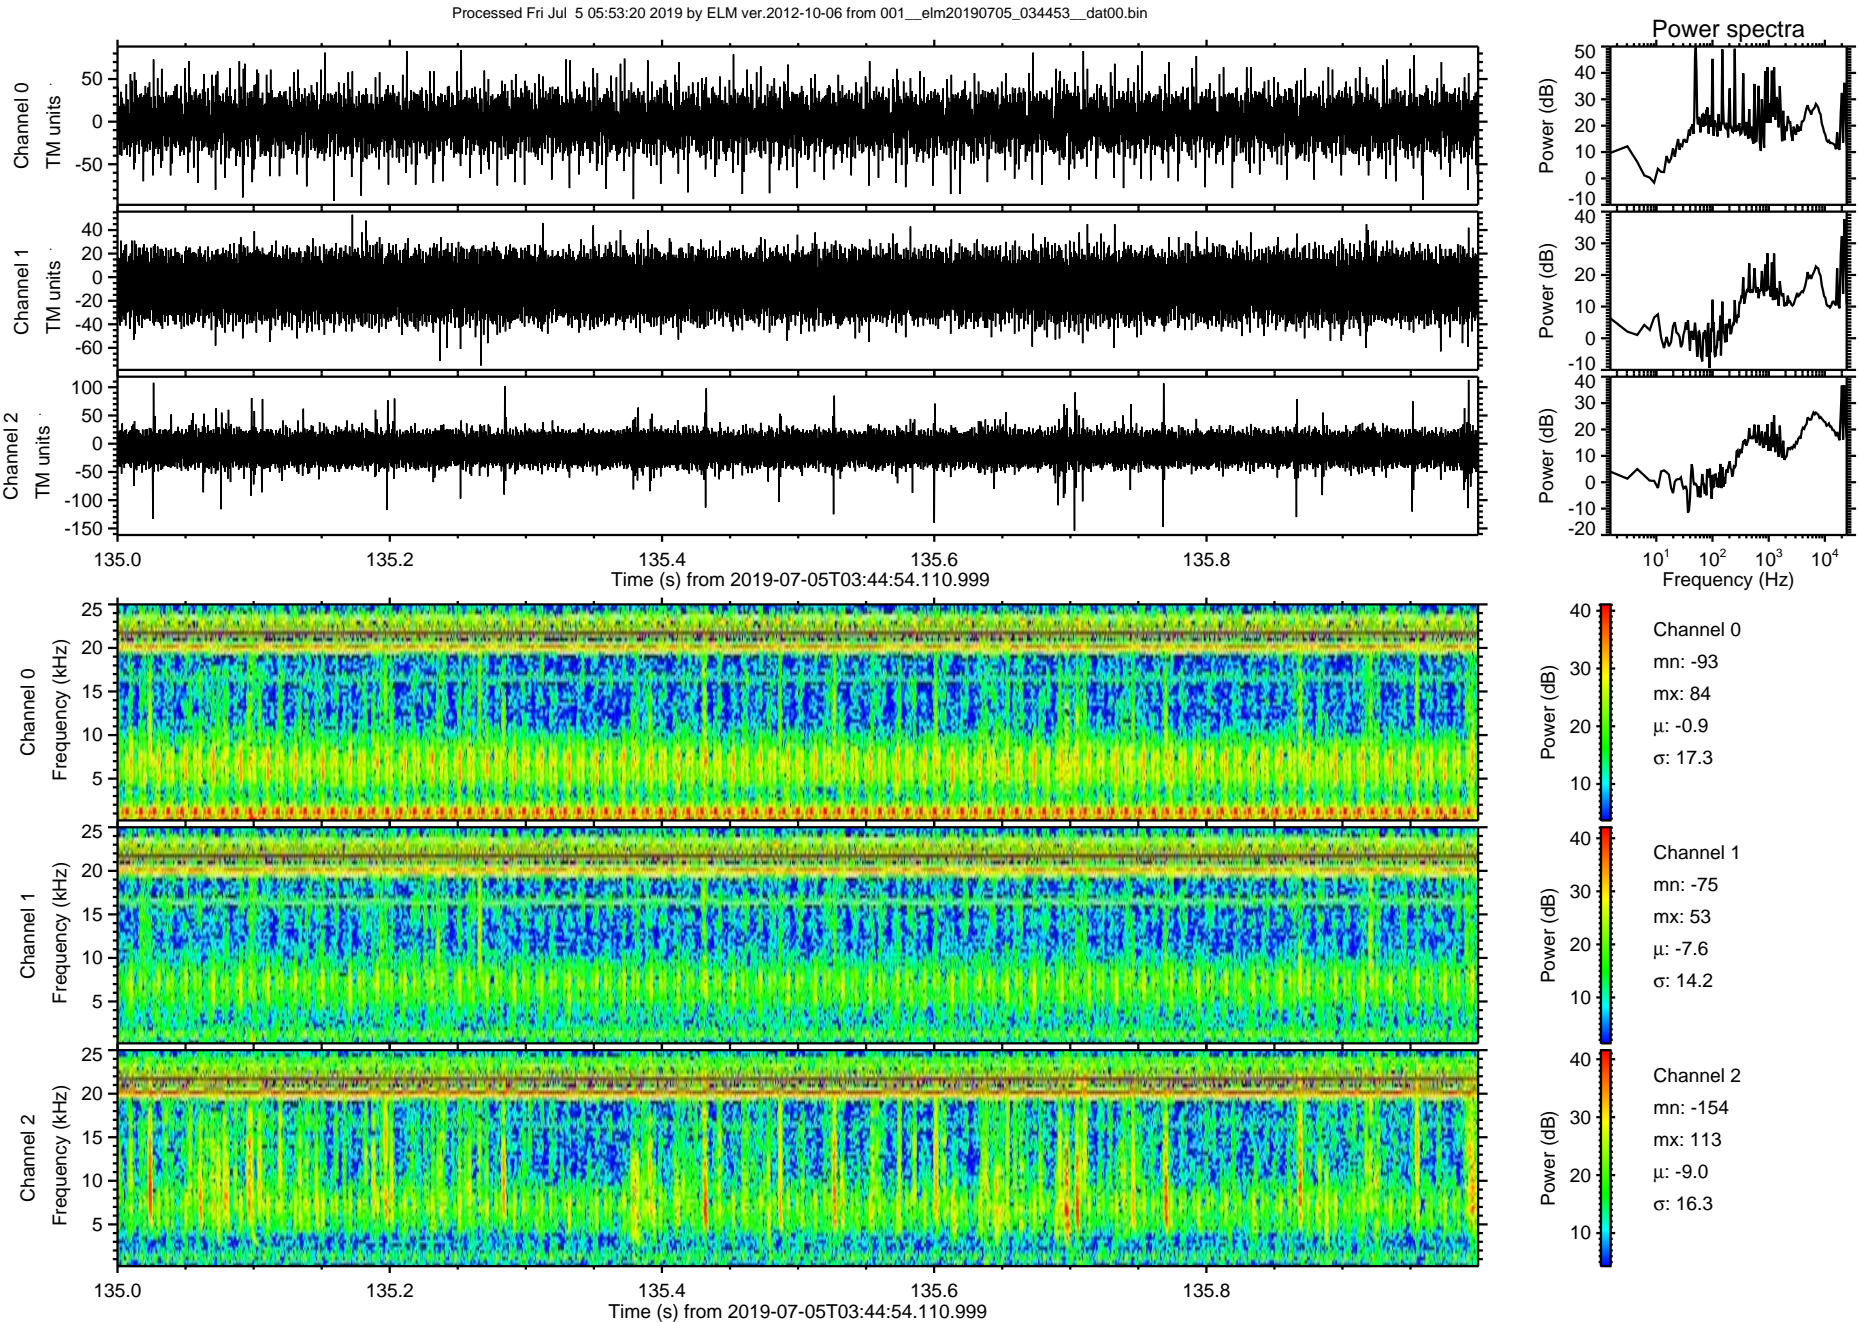 Processed Fri Jul  5 05:53:20 2019 by ELM ver.2012-10-06 from 001__elm20190705_034453__dat00.bin
Power spectra
Channel 0
TM units
50
0
-50
Power (dB)
50
40
30
20
10
0
-10
Channel 1
TM units
40
20
0
-20
-40
-60
Power (dB)
40
30
20
10
0
-10
Channel 2
TM units
100
50
0
-50
-100
-150
Power (dB)
40
30
20
10
0
-10
-20
135.0 135.2 135.4 135.6 135.8
Time (s) from 2019-07-05T03:44:54.110.999
10^1 10^2 10^3 10^4
Frequency (Hz)
Channel 0
Frequency (kHz)
25
20
15
10
5
Power (dB)
40
30
20
10
Channel 0
mn: -93
mx: 84
μ: -0.9
σ: 17.3
Channel 1
Frequency (kHz)
25
20
15
10
5
Power (dB)
40
30
20
10
Channel 1
mn: -75
mx: 53
μ: -7.6
σ: 14.2
Channel 2
Frequency (kHz)
25
20
15
10
5
Power (dB)
40
30
20
10
Channel 2
mn: -154
mx: 113
μ: -9.0
σ: 16.3
135.0 135.2 135.4 135.6 135.8
Time (s) from 2019-07-05T03:44:54.110.999